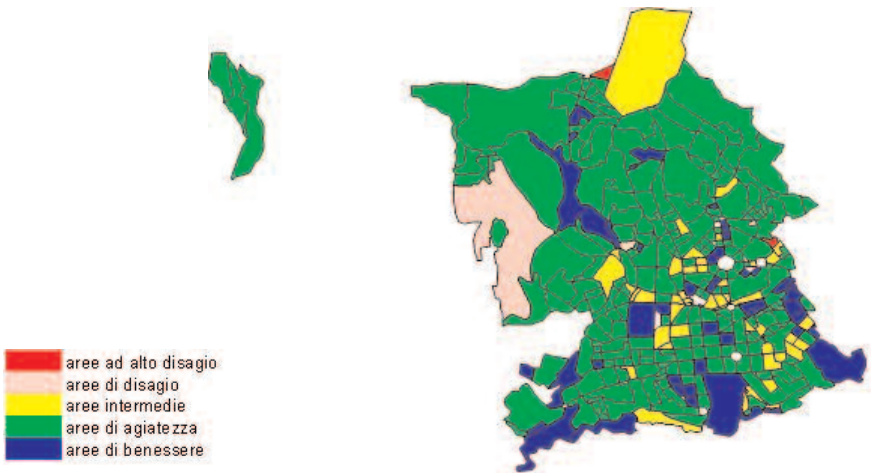 aree ad alto disagio
aree di disagio
aree intermedie
aree di agiatezza
aree di benessere